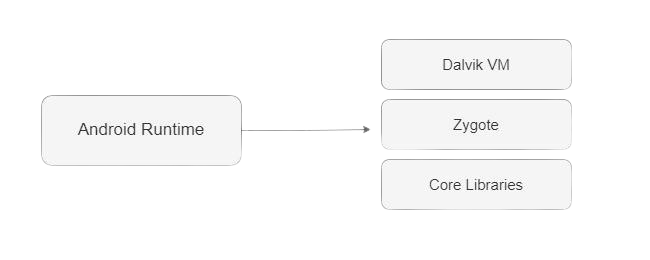 Android Runtime
Dalvik VM
Zygote
Core Libraries